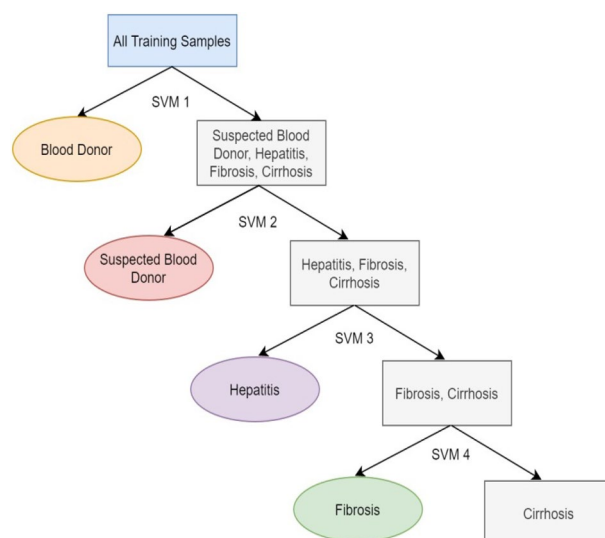 All Training Samples
SVM 1
Blood Donor
Suspected Blood
Donor, Hepatitis,
Fibrosis, Cirrhosis
SVM 2
Suspected Blood
Donor
Hepatitis, Fibrosis,
Cirrhosis
SVM 3
Hepatitis
Fibrosis, Cirrhosis
SVM 4
Fibrosis
Cirrhosis